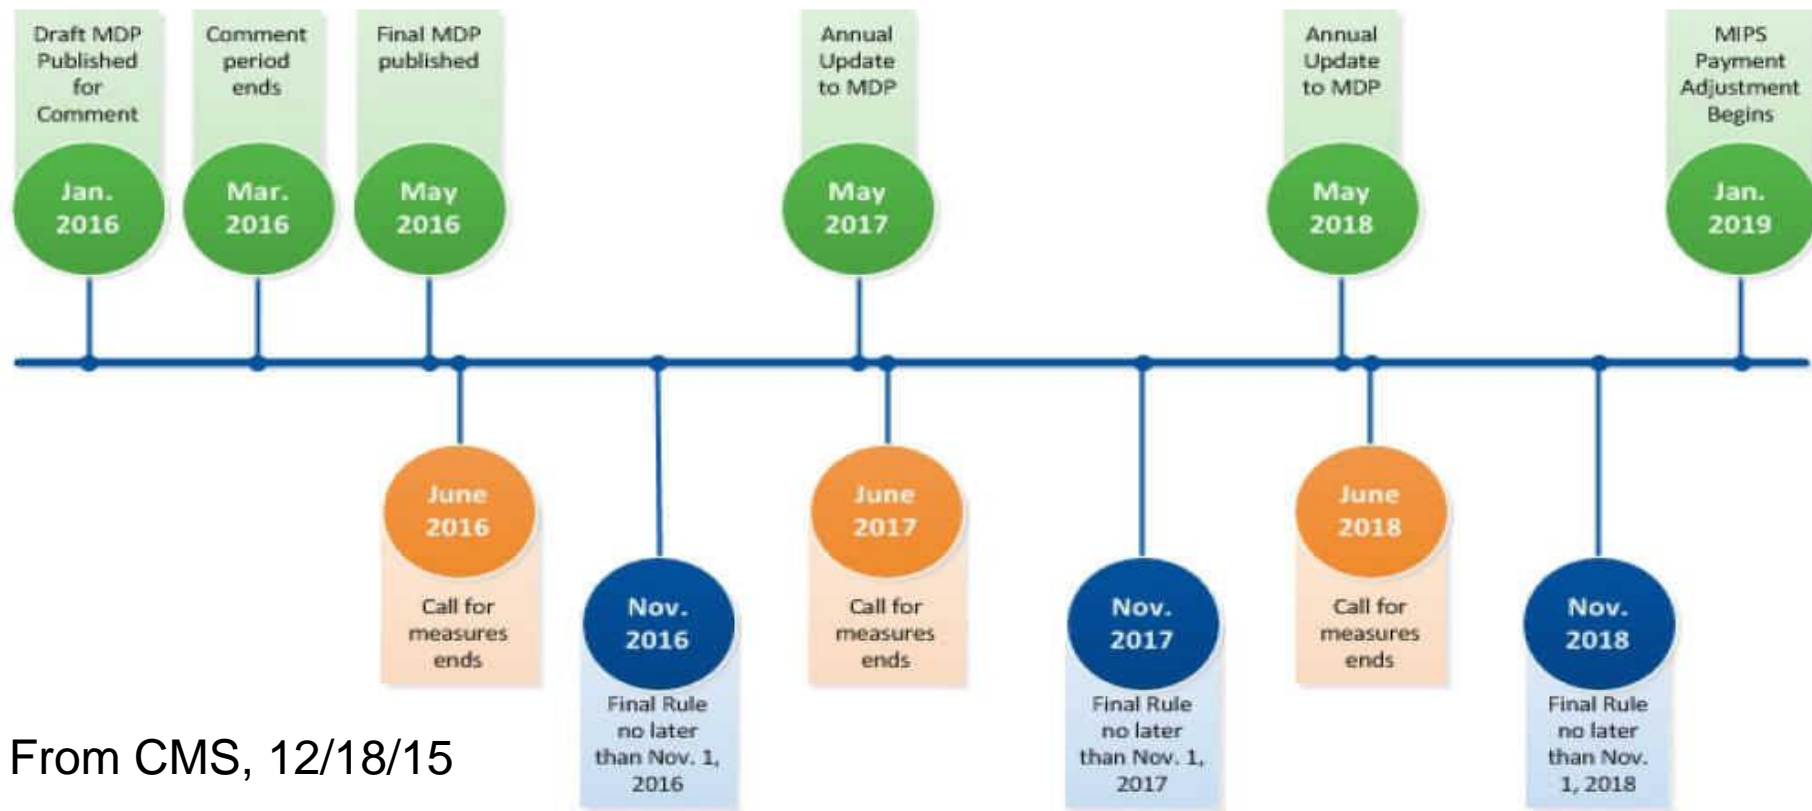 Draft MDP
Published
for
Comment
Jan.
2016
Comment
period
ends
Mar.
2016
Final MDP
published
May
2016
Annual
Update
to MDP
May
2017
Annual
Update
to MDP
May
2018
MIPS
Payment
Adjustment
Begins
Jan.
2019
June
2016
Call for
measures
ends
Nov.
2016
Final Rule
no later
than Nov. 1,
2016
June
2017
Call for
measures
ends
Nov.
2017
Final Rule
no later
than Nov. 1,
2017
June
2018
Call for
measures
ends
Nov.
2018
Final Rule
no later
than Nov.
1, 2018
From CMS, 12/18/15